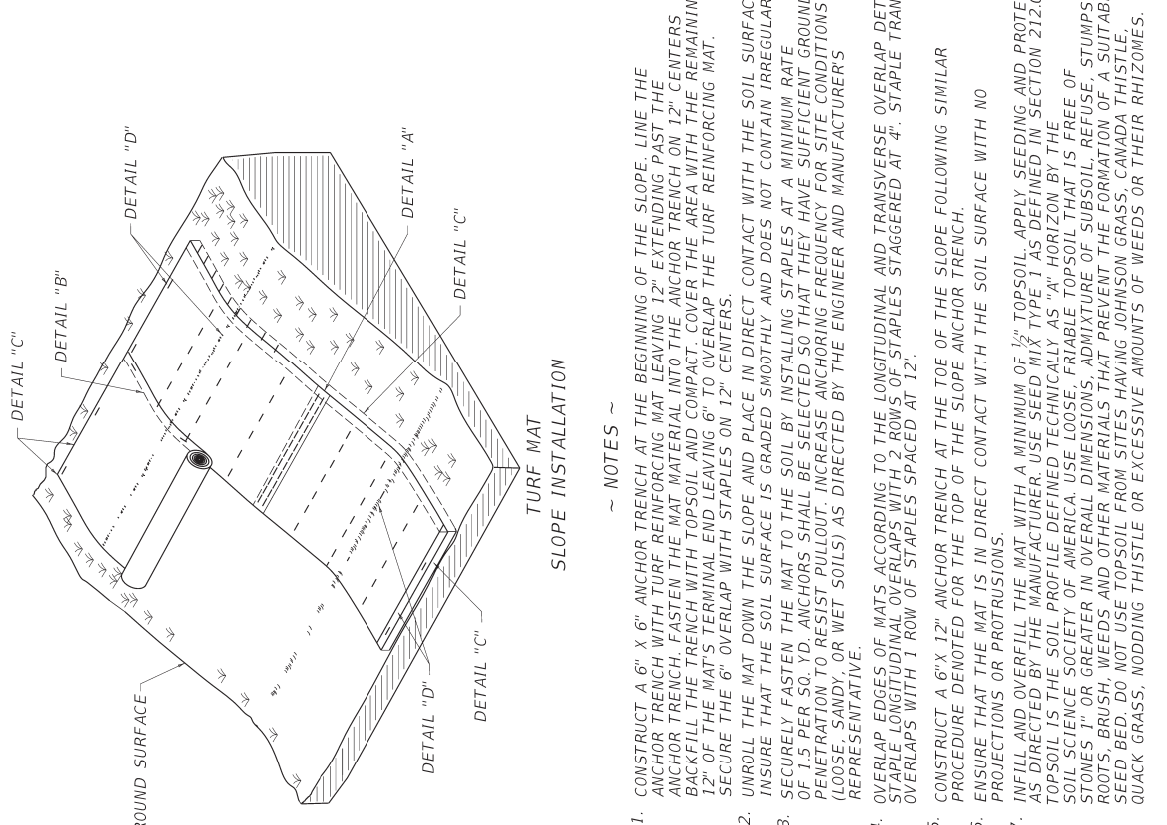 DETAIL "C"
DETAIL "B"
DETAIL "D"
DETAIL "A"
DETAIL "C"
DETAIL "D"
DETAIL "C"
SURFACE
TURF MAT
SLOPE INSTALLATION
~ NOTES ~
1. CONSTRUCT A 6" X 6" ANCHOR TRENCH AT THE BEGINNING OF THE SLOPE. LINE THE
ANCHOR TRENCH WITH TURF REINFORCING MAT LEAVING 12" EXTENDING PAST THE
ANCHOR TRENCH. FASTEN THE MAT MATERIAL INTO THE ANCHOR TRENCH ON 12" CENTERS
BACKFILL THE TRENCH WITH TOPSOIL AND COMPACT. COVER THE AREA WITH THE
12" OF THE MAT'S TERMINAL END LEAVING 6" TO OVERLAP THE TURF REINFORCING MAT.
SECURE THE 6" OVERLAP WITH STAPLES ON 12" CENTERS.
2. UNROLL THE MAT DOWN THE SLOPE AND PLACE IN DIRECT CONTACT WITH THE SOIL
INSURE THAT THE SOIL SURFACE IS GRADED SMOOTHLY AND DOES NOT CONTAIN
3. SECURELY FASTEN THE MAT TO THE SOIL BY INSTALLING STAPLES AT A MINIMUM RATE
OF 1.5 PER SQ. YD. ANCHORS SHALL BE SELECTED SO THAT THEY HAVE SUFFICIENT GROUND
PENETRATION TO RESIST PULLOUT. INCREASE ANCHORING FREQUENCY FOR SITE CONDITIONS
(LOOSE, SANDY, OR WET SOILS) AS DIRECTED BY THE ENGINEER AND MANUFACTURER'S
REPRESENTATIVE.
OVERLAP EDGES OF MATS ACCORDING TO THE LONGITUDINAL AND TRANSVERSE OVERLAP
STAPLE LONGITUDINAL OVERLAPS WITH 2 ROWS OF STAPLES STAGGERED AT 4". STAPLE
OVERLAPS WITH 1 ROW OF STAPLES SPACED AT 12".
CONSTRUCT A 6"X 12" ANCHOR TRENCH AT THE TOE OF THE SLOPE FOLLOWING SIMILAR
PROCEDURE DENOTED FOR THE TOP OF THE SLOPE ANCHOR TRENCH.
ENSURE THAT THE MAT IS IN DIRECT CONTACT WITH THE SOIL SURFACE WITH NO
PROJECTIONS OR PROTRUSIONS.
INFILL AND OVERFILL THE MAT WITH A MINIMUM OF ½" TOPSOIL. APPLY SEEDING AND
AS DIRECTED BY THE MANUFACTURER. USE SEED MIX TYPE 1 AS DEFINED IN SECTION
TOPSOIL IS THE SOIL PROFILE DEFINED TECHNICALLY AS "A" HORIZON BY THE
SOIL SCIENCE SOCIETY OF AMERICA. USE LOOSE, FRIABLE TOPSOIL THAT IS FREE OF
STONES 1" OR GREATER IN OVERALL DIMENSIONS, ADMIXTURE OF SUBSOIL, REFUSE, STUMPS
ROOTS, BRUSH, WEEDS AND OTHER MATERIALS THAT PREVENT THE FORMATION OF A
SEED BED. DO NOT USE TOPSOIL FROM SITES HAVING JOHNSON GRASS, CANADA THISTLE,
QUACK GRASS, NODDING THISTLE OR EXCESSIVE AMOUNTS OF WEEDS OR THEIR RHIZOMES.